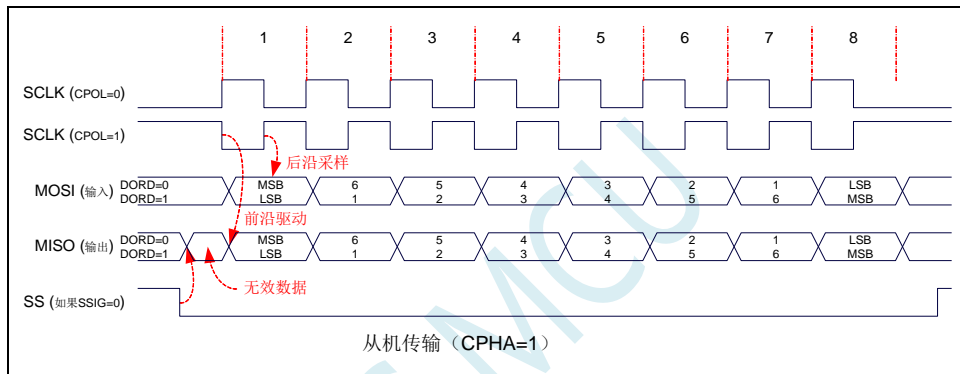 1 2 3 4 5 6 7 8
SCLK (CPOL=0)
SCLK (CPOL=1)
后沿采样
MOSI (输入) DORD=0 MSB 6 5 4 3 2 1 LSB
DORD=1 LSB 1 2 3 4 5 6 MSB
前沿驱动
MISO (输出) DORD=0 MSB 6 5 4 3 2 1 LSB
DORD=1 LSB 1 2 3 4 5 6 MSB
无效数据
SS (如果SSIG=0)
从机传输（CPHA=1）
MCU